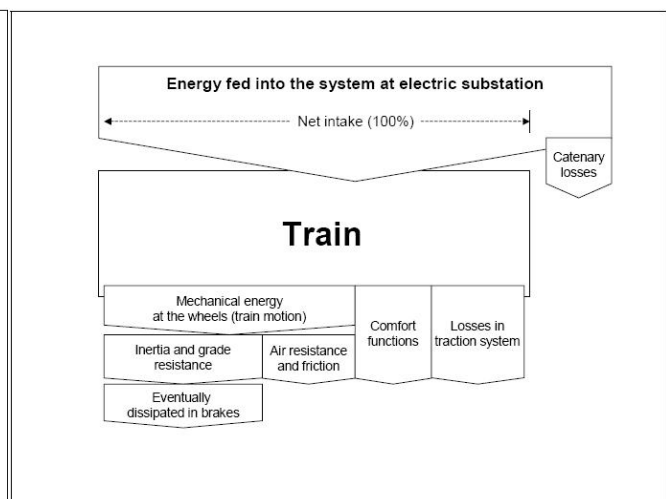 Energy fed into the system at electric substation
Net intake (100%)
Catenary
losses
Train
Mechanical energy
at the wheels (train motion)
Comfort
functions
Losses in
traction system
Inertia and grade
resistance
Air resistance
and friction
Eventually
dissipated in brakes